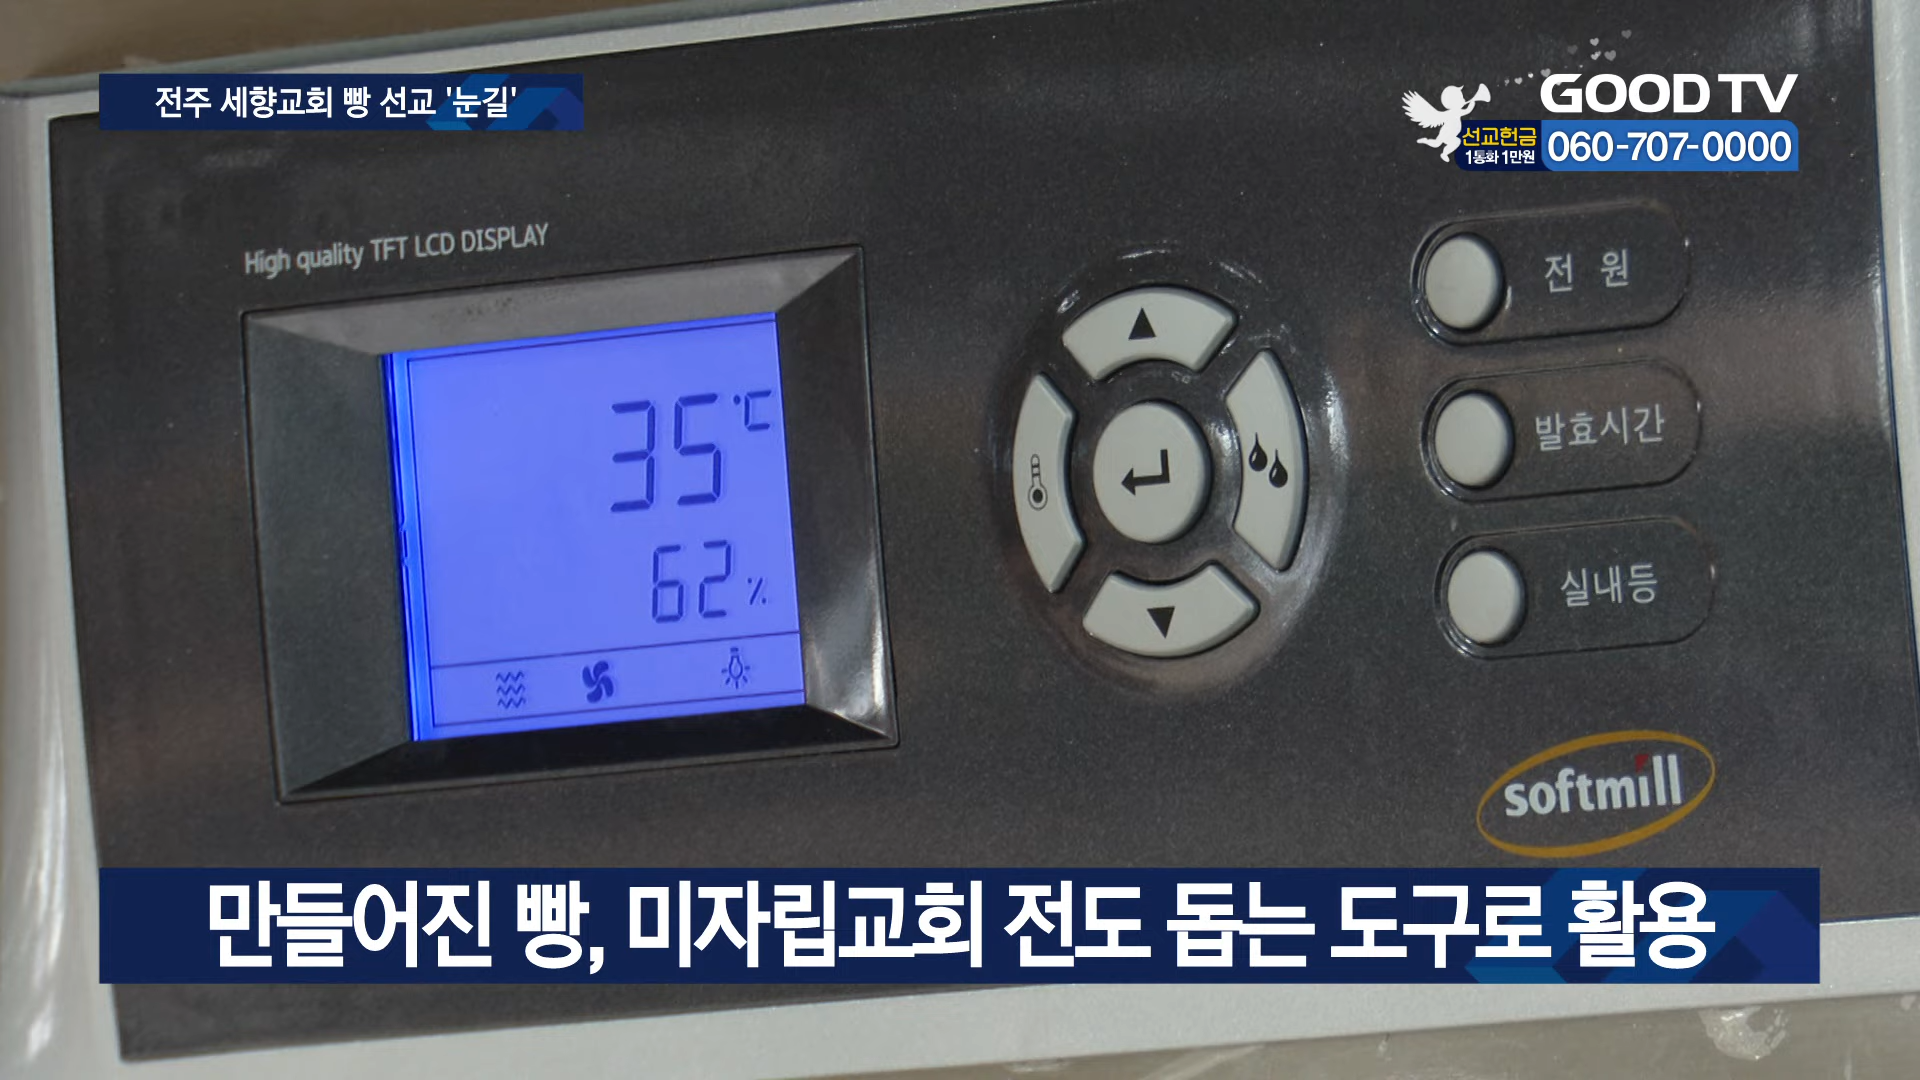 전주 세향교회 빵 선교 '눈길'
GOOD TV
선교헌금
1통화 1만원
060-707-0000
High quality TFT LCD DISPLAY
35°C
62%
전 원
발효시간
실내등
softmill
만들어진 빵, 미자립교회 전도 돕는 도구로 활용